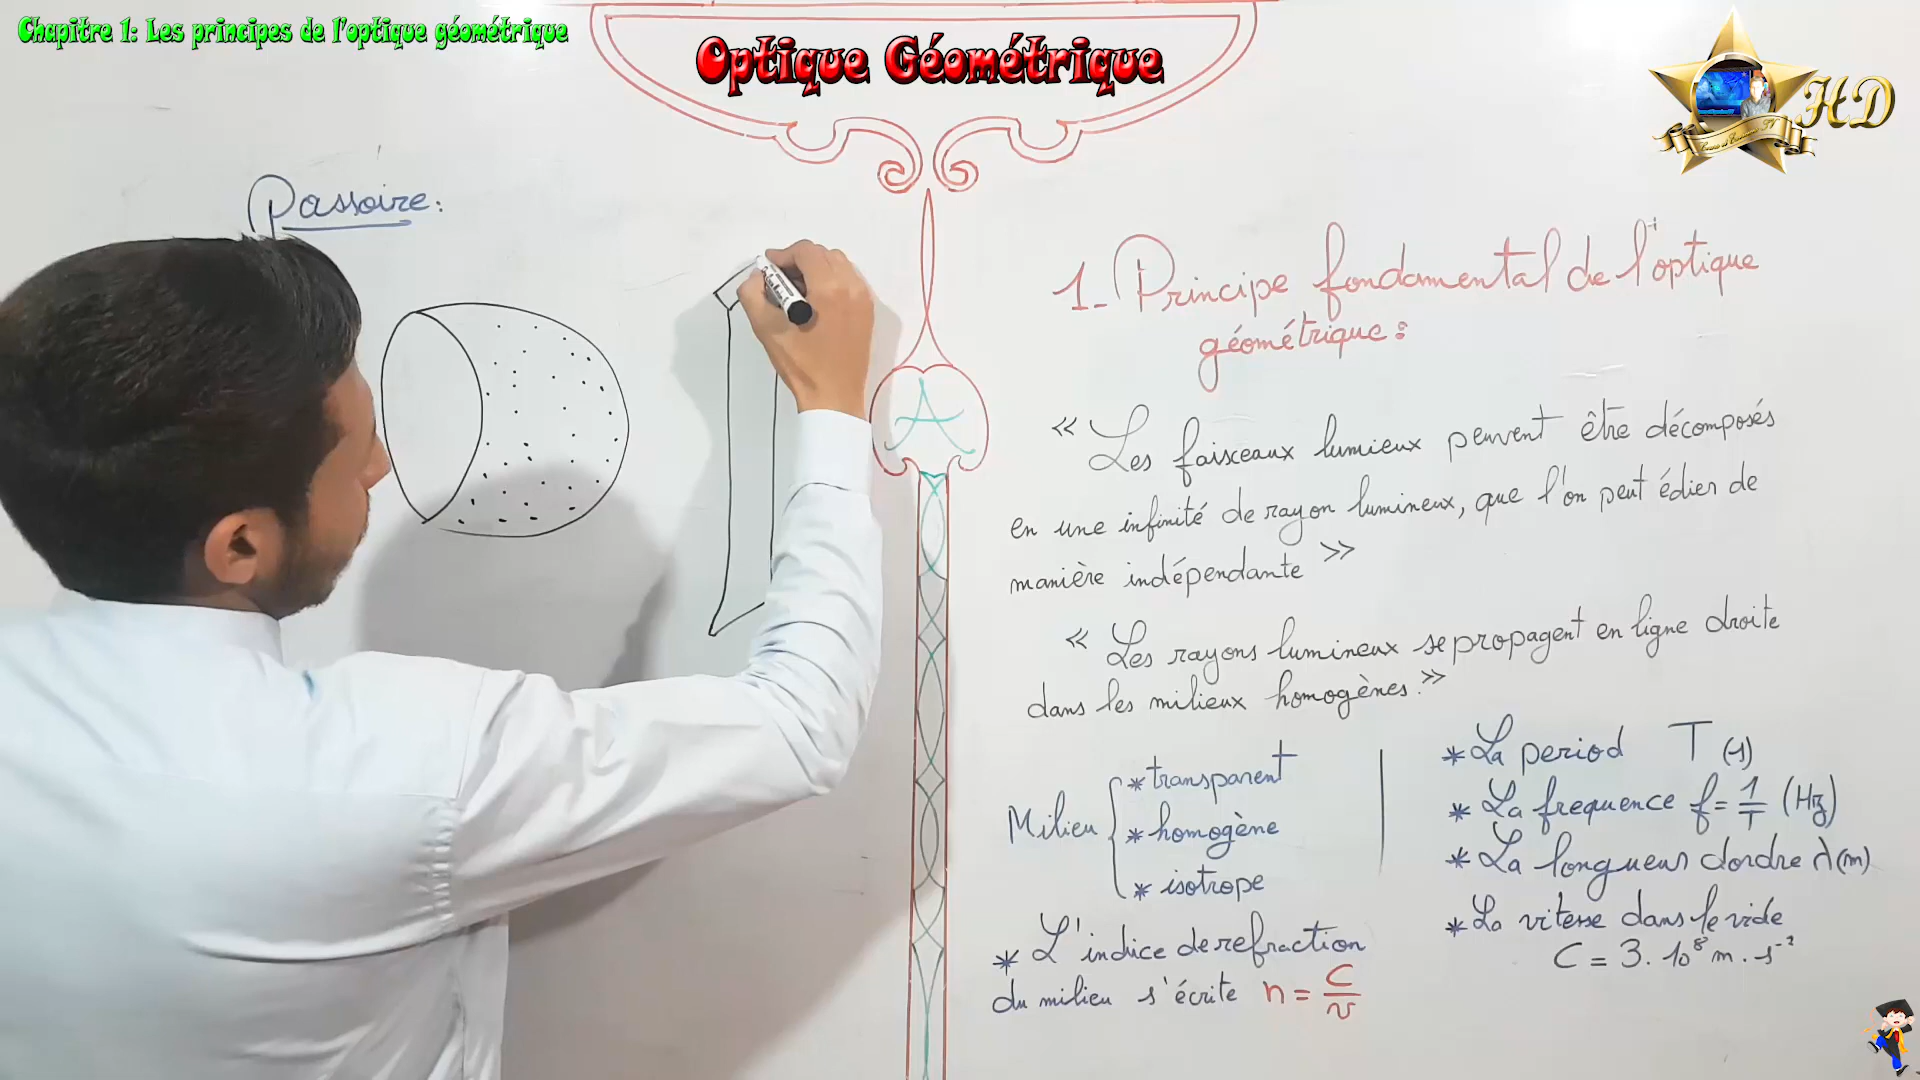 Chapitre 1: Les principes de l'optique géométrique
Optique Géométrique
HD
Passoire:
A
1- Principe fondamental de l'optique
géométrique:
« Les faisceaux lumieux peuvent être décomposés
en une infinité de rayon lumineux, que l'on peut édier de
manière indépendante »
« Les rayons lumineux se propagent en ligne droite
dans les milieux homogènes. »
Milieu
* transparent
* homogène
* isotrope
* L'indice de refraction
du milieu s'écrite n = C/v
* La period T (s)
* La frequence f = 1/T (Hz)
* La longueur dordre λ (m)
* La vitesse dans le vide
C = 3.10⁸ m.s⁻¹